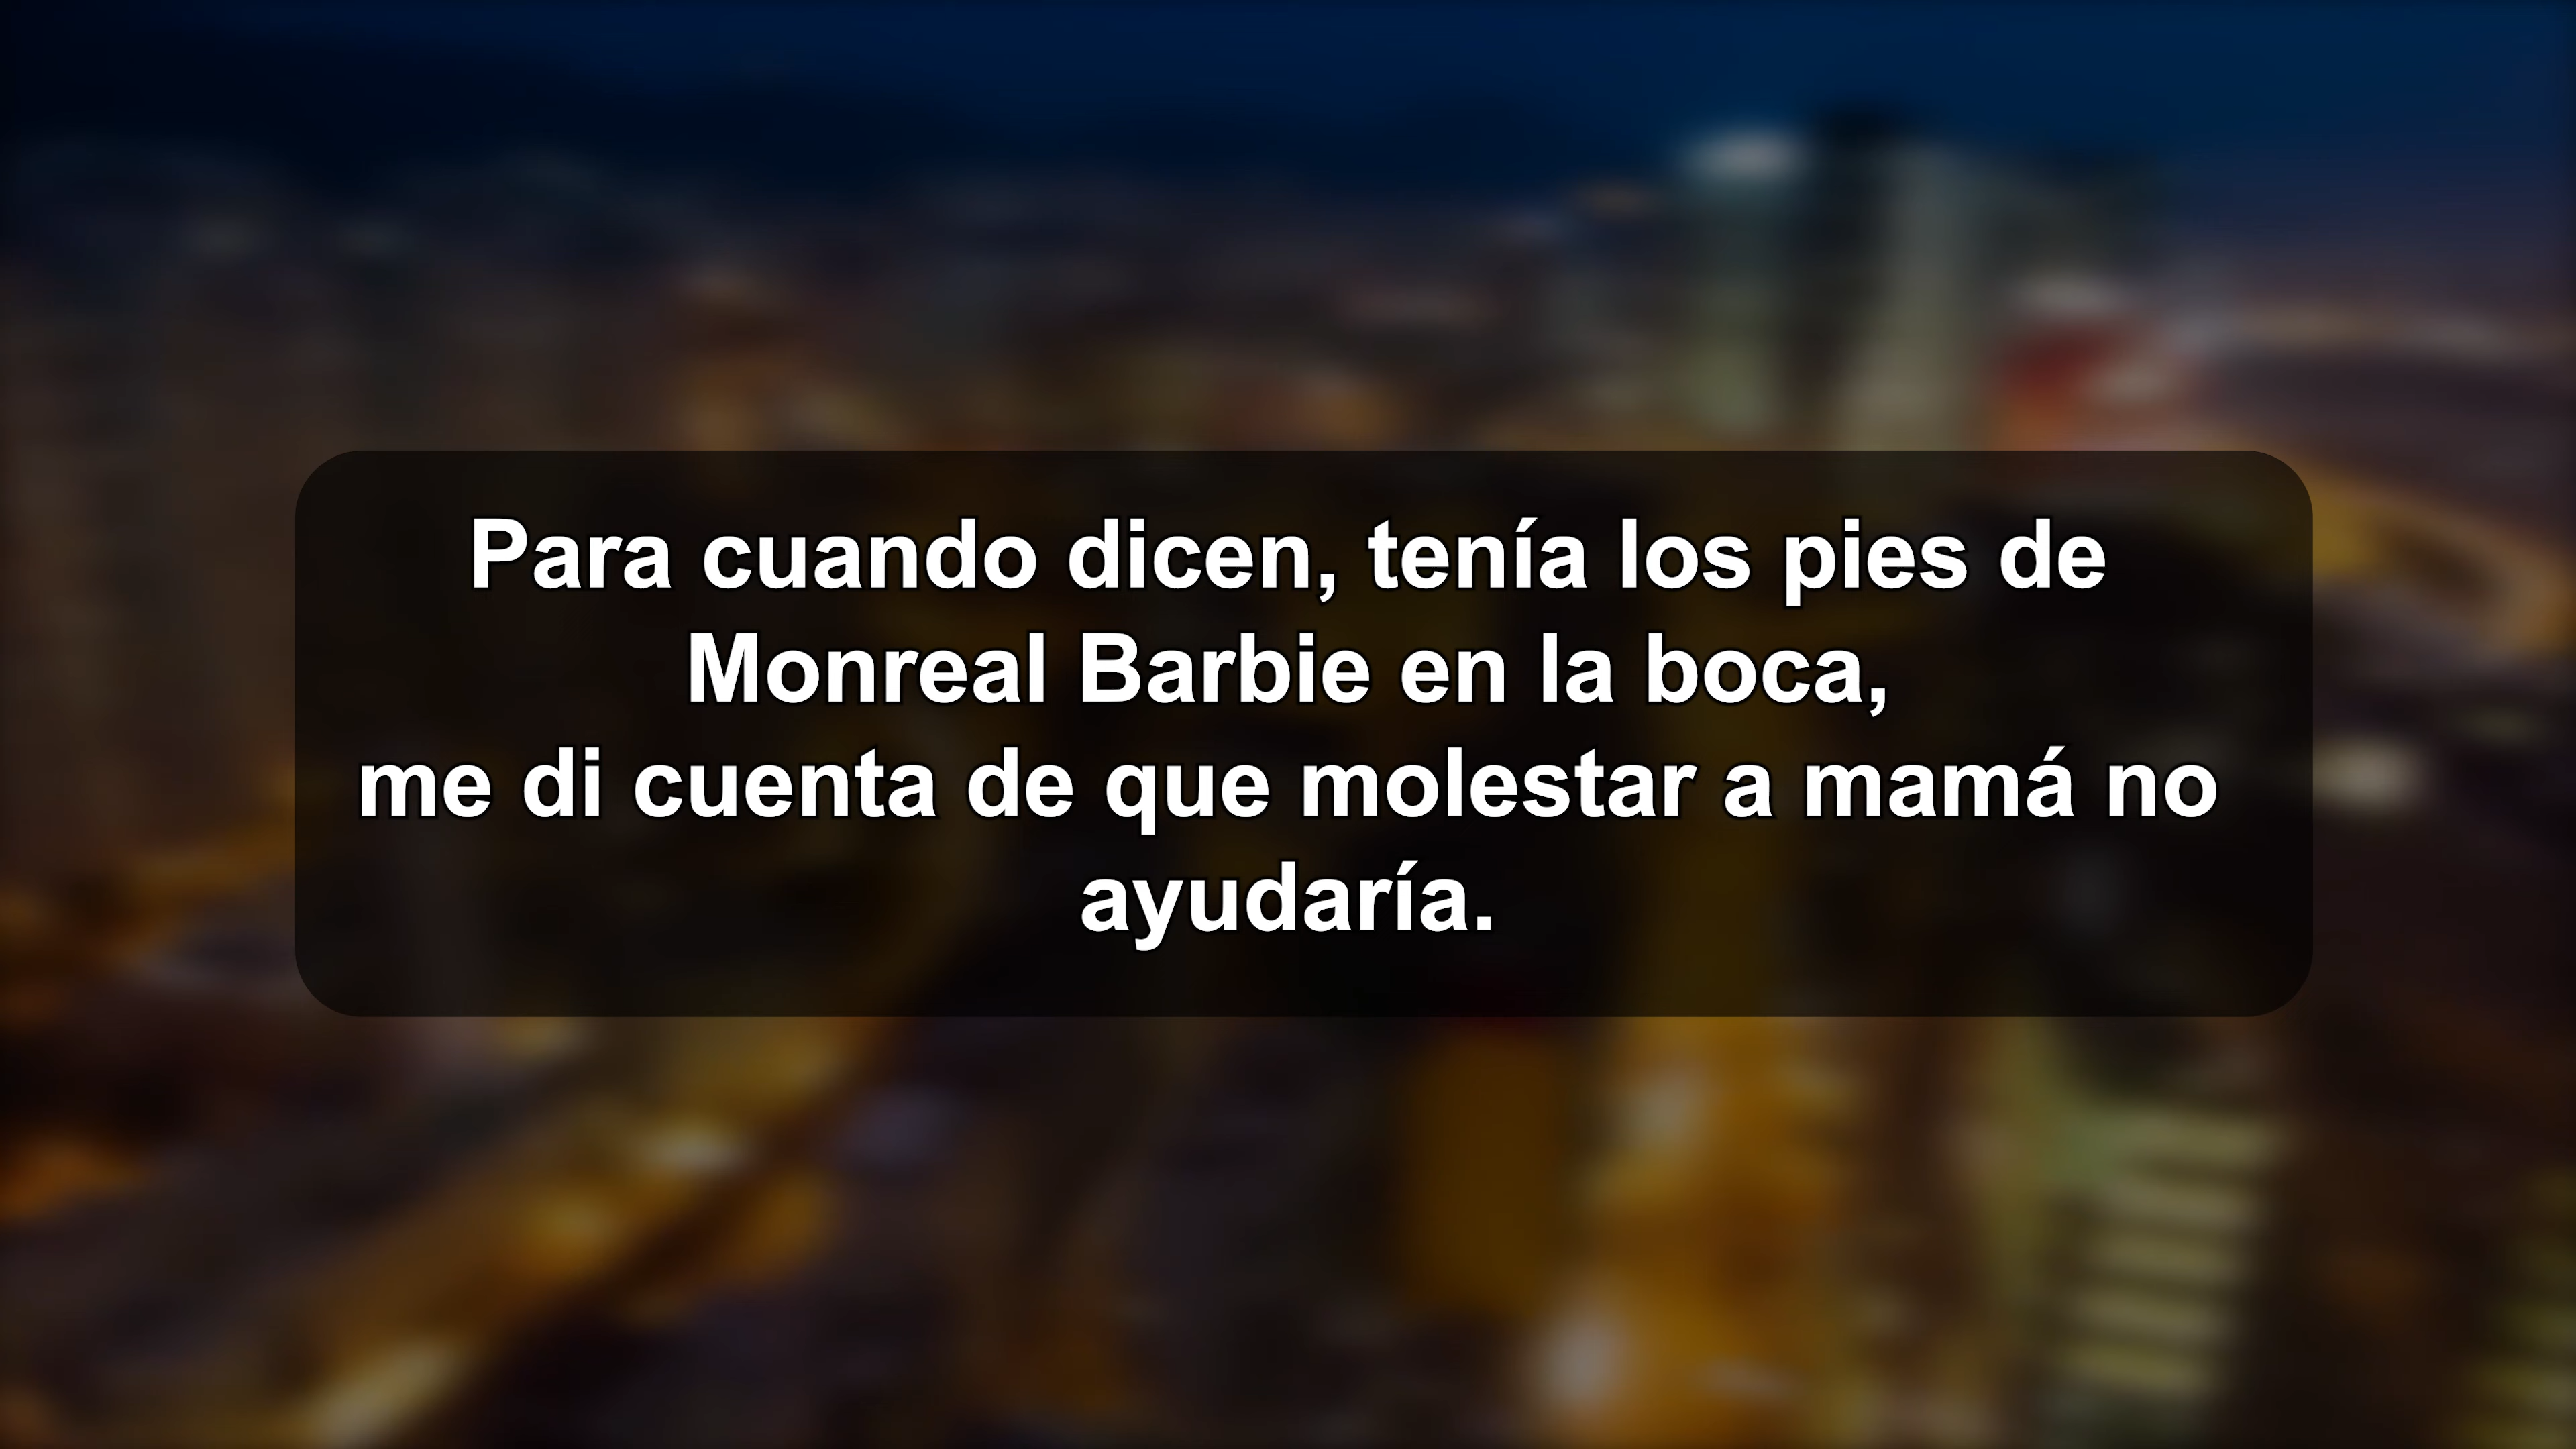 Para cuando dicen, tenía los pies de
Monreal Barbie en la boca,
me di cuenta de que molestar a mamá no
ayudaría.